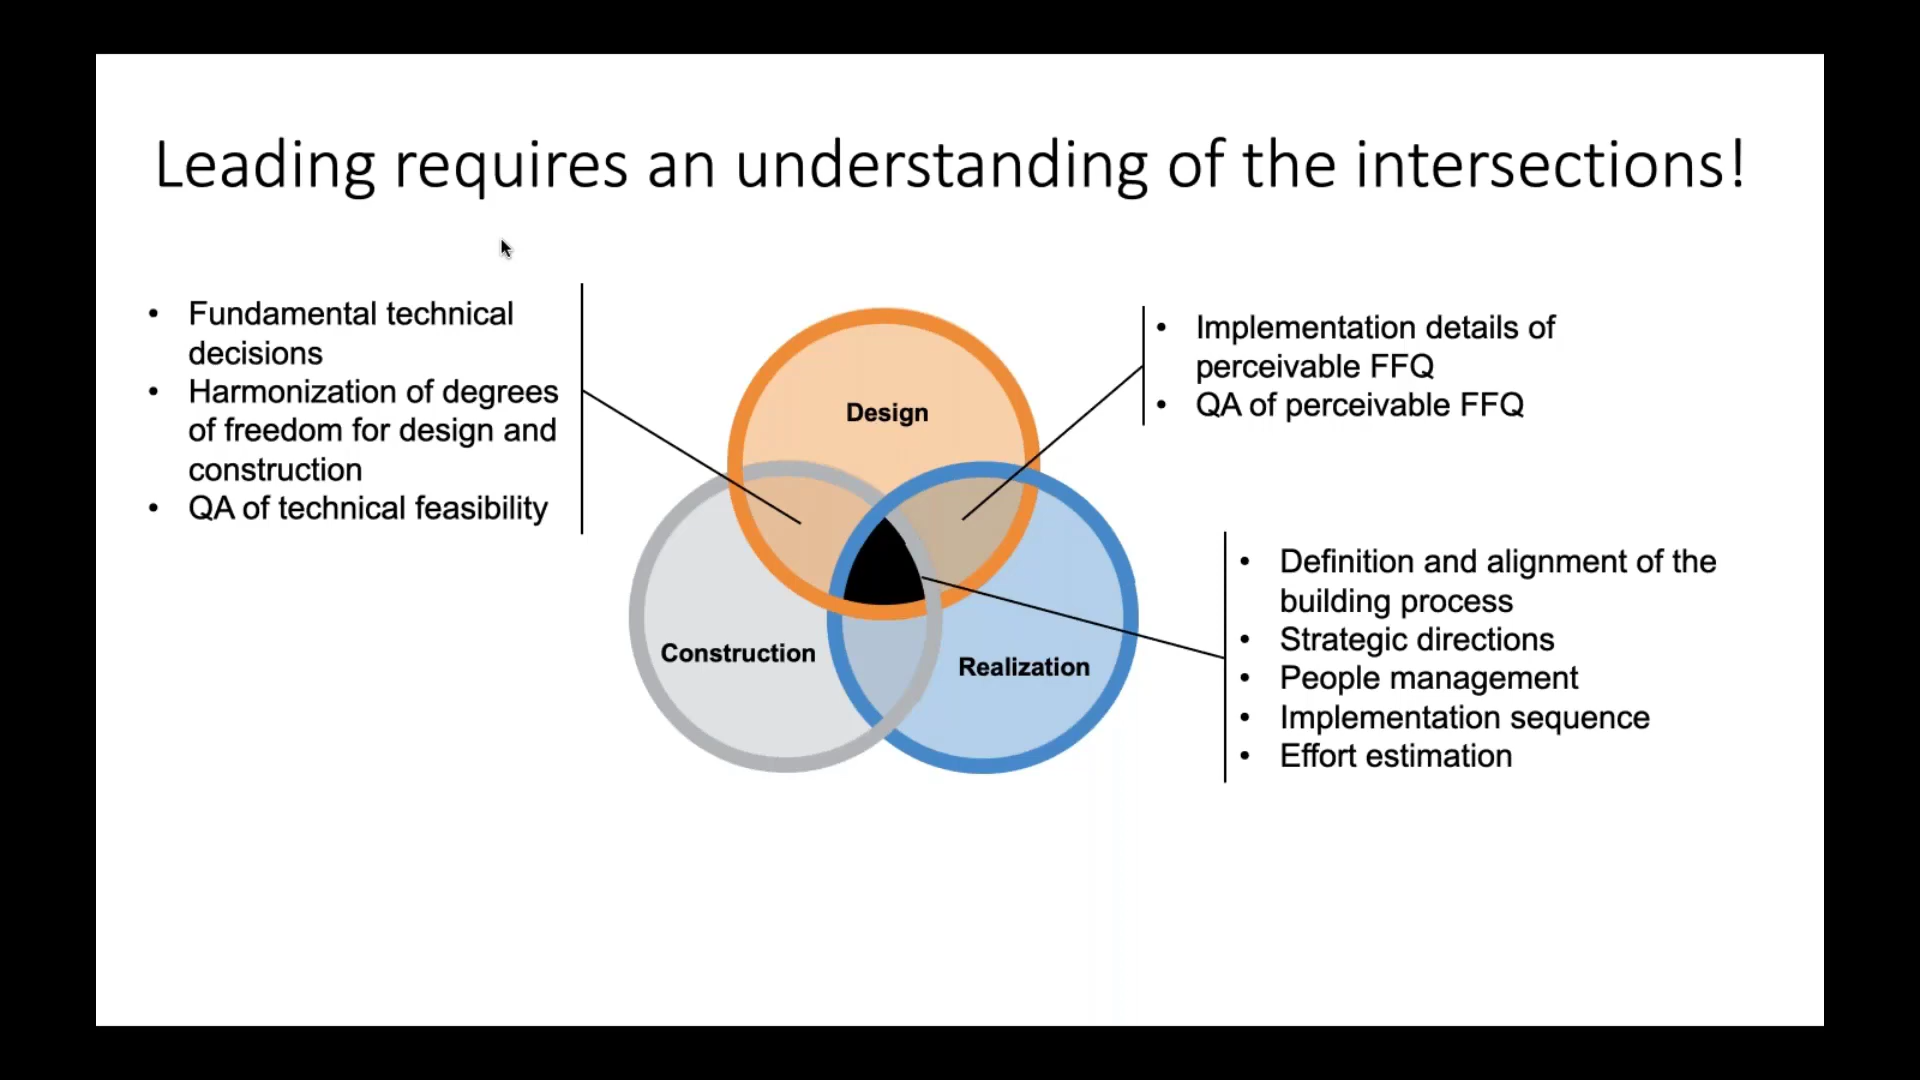 Leading requires an understanding of the intersections!
• Fundamental technical
decisions
• Harmonization of degrees
of freedom for design and
construction
• QA of technical feasibility
Design
Construction
Realization
• Implementation details of
perceivable FFQ
• QA of perceivable FFQ
• Definition and alignment of the
building process
• Strategic directions
• People management
• Implementation sequence
• Effort estimation